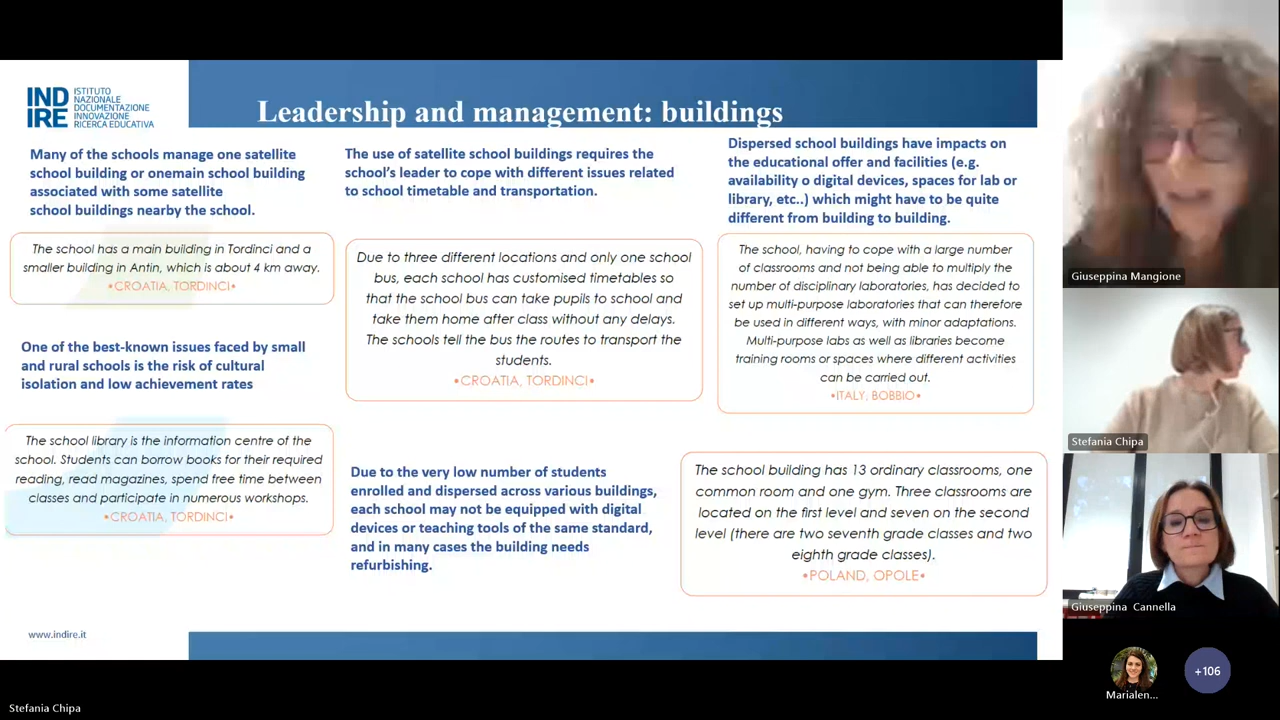 IND
IRE
ISTITUTO
NAZIONALE
DOCUMENTAZIONE
INNOVAZIONE
RICERCA EDUCATIVA
Leadership and management: buildings
Many of the schools manage one satellite
school building or onemain school building
associated with some satellite
school buildings nearby the school.
The school has a main building in Tordinci and a
smaller building in Antin, which is about 4 km away.
•CROATIA, TORDINCI•
One of the best-known issues faced by small
and rural schools is the risk of cultural
isolation and low achievement rates
The school library is the information centre of the
school. Students can borrow books for their required
reading, read magazines, spend free time between
classes and participate in numerous workshops.
•CROATIA, TORDINCI•
The use of satellite school buildings requires the
school's leader to cope with different issues related
to school timetable and transportation.
Due to three different locations and only one school
bus, each school has customised timetables so
that the school bus can take pupils to school and
take them home after class without any delays.
The schools tell the bus the routes to transport the
students.
•CROATIA, TORDINCI•
Due to the very low number of students
enrolled and dispersed across various buildings,
each school may not be equipped with digital
devices or teaching tools of the same standard,
and in many cases the building needs
refurbishing.
Dispersed school buildings have impacts on
the educational offer and facilities (e.g.
availability o digital devices, spaces for lab or
library, etc..) which might have to be quite
different from building to building.
The school, having to cope with a large number
of classrooms and not being able to multiply the
number of disciplinary laboratories, has decided to
set up multi-purpose laboratories that can therefore
be used in different ways, with minor adaptations.
Multi-purpose labs as well as libraries become
training rooms or spaces where different activities
can be carried out.
•ITALY, BOBBIO•
The school building has 13 ordinary classrooms, one
common room and one gym. Three classrooms are
located on the first level and seven on the second
level (there are two seventh grade classes and two
eighth grade classes).
•POLAND, OPOLE•
www.indire.it
Stefania Chipa
Giuseppina Mangione
Stefania Chipa
Giuseppina Cannella
Marialen...
+106